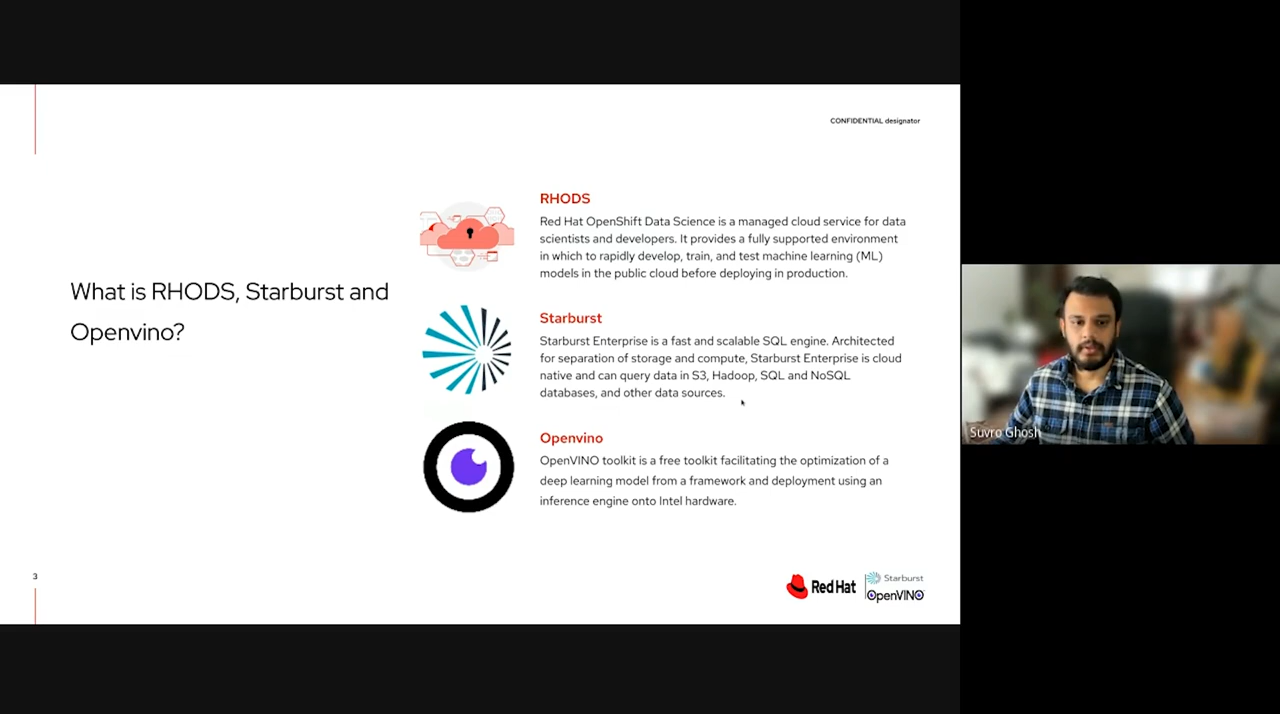 CONFIDENTIAL designator
What is RHODS, Starburst and
Openvino?
RHODS
Red Hat OpenShift Data Science is a managed cloud service for data
scientists and developers. It provides a fully supported environment
in which to rapidly develop, train, and test machine learning (ML)
models in the public cloud before deploying in production.
Starburst
Starburst Enterprise is a fast and scalable SQL engine. Architected
for separation of storage and compute, Starburst Enterprise is cloud
native and can query data in S3, Hadoop, SQL and NoSQL
databases, and other data sources.
Openvino
OpenVINO toolkit is a free toolkit facilitating the optimization of a
deep learning model from a framework and deployment using an
inference engine onto Intel hardware.
3
Red Hat
Starburst
OpenVINO
Suvro Ghosh